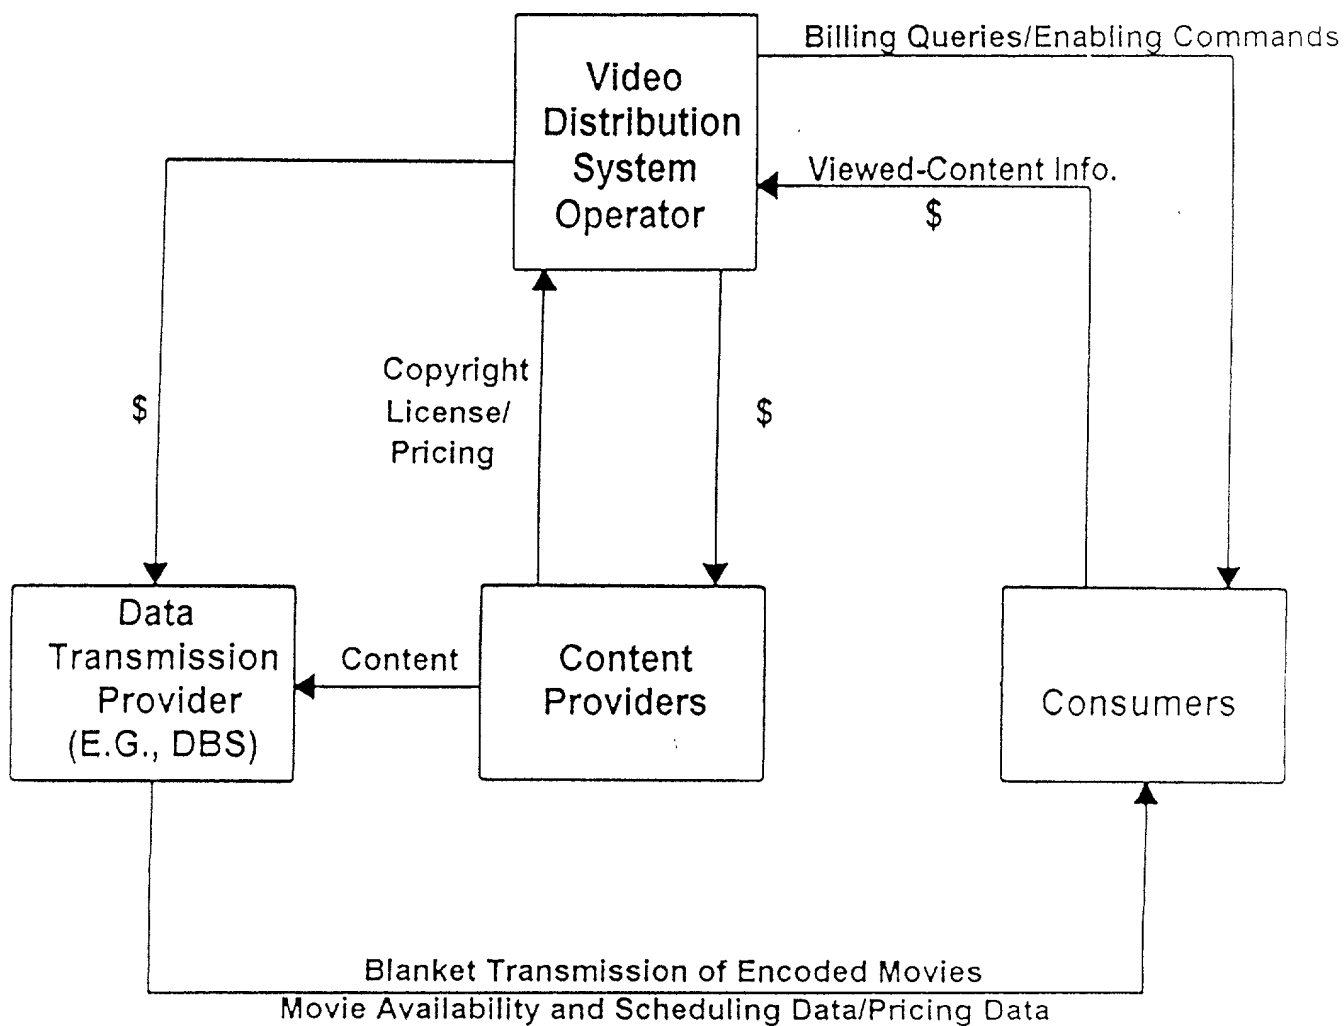 Billing Queries/Enabling Commands
Video
Distribution
System
Operator
Viewed-Content Info.
$
Copyright
License/
Pricing
$
$
Data
Transmission
Provider
(E.G., DBS)
Content
Content
Providers
Consumers
Blanket Transmission of Encoded Movies
Movie Availability and Scheduling Data/Pricing Data